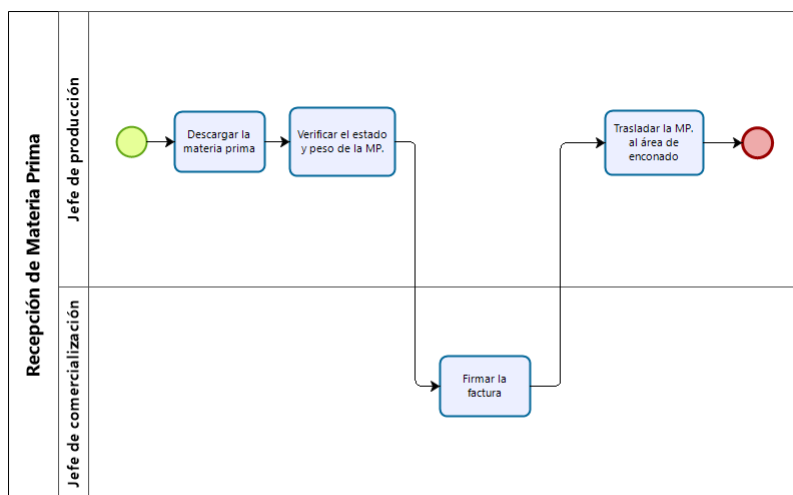 Recepción de Materia Prima
Jefe de producción
Descargar la
materia prima
Verificar el estado
y peso de la MP.
Trasladar la MP.
al área de
enconado
Jefe de comercialización
Firmar la
factura